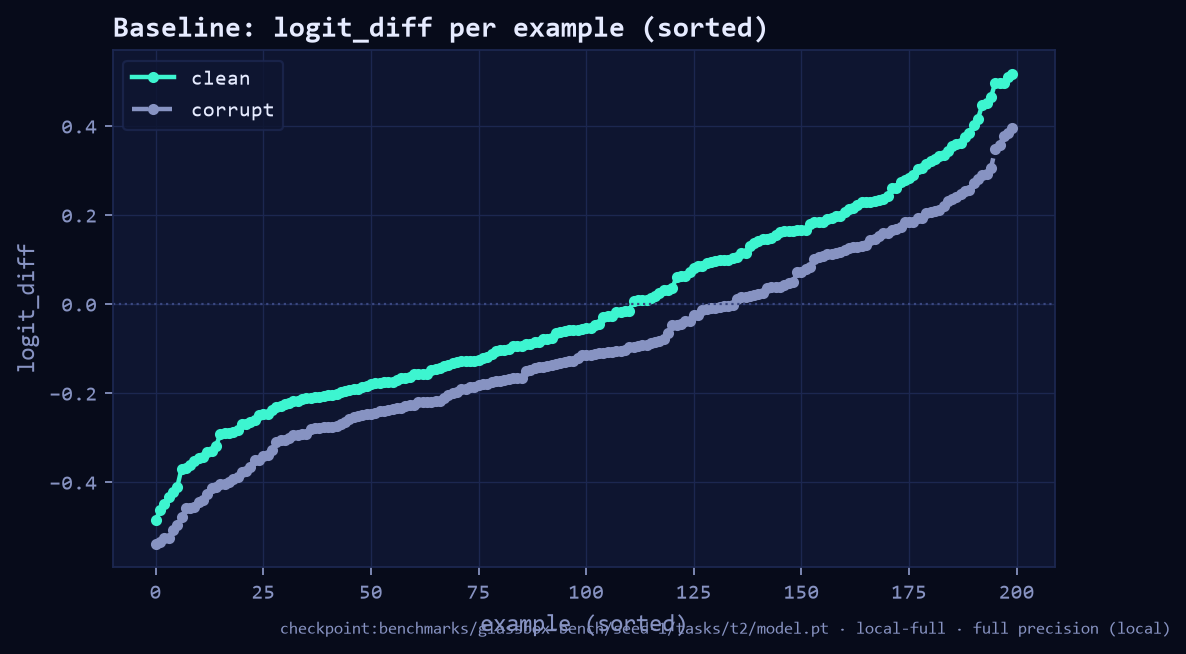 Baseline: logit_diff per example (sorted)
clean
corrupt
logit_diff
0.4
0.2
0.0
−0.2
−0.4
0 25 50 75 100 125 150 175 200
example (sorted)
checkpoint:benchmarks/glassbox-bench/seed-1/tasks/t2/model.pt · local-full · full precision (local)